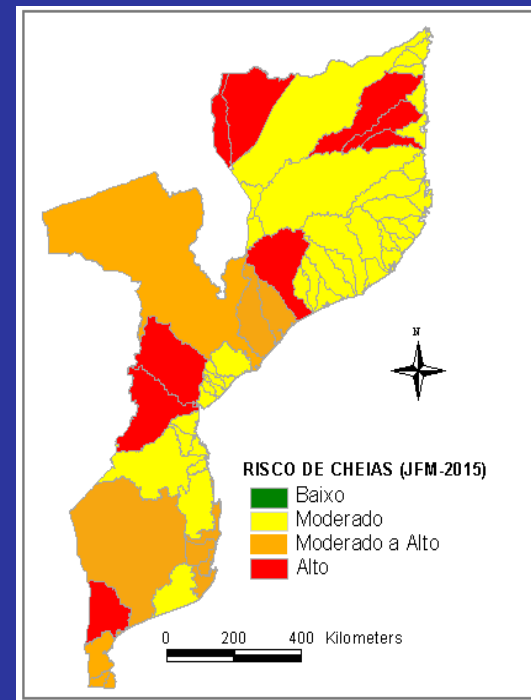 N
RISCO DE CHEIAS (JFM-2015)
Baixo
Moderado
Moderado a Alto
Alto
0 200 400 Kilometers